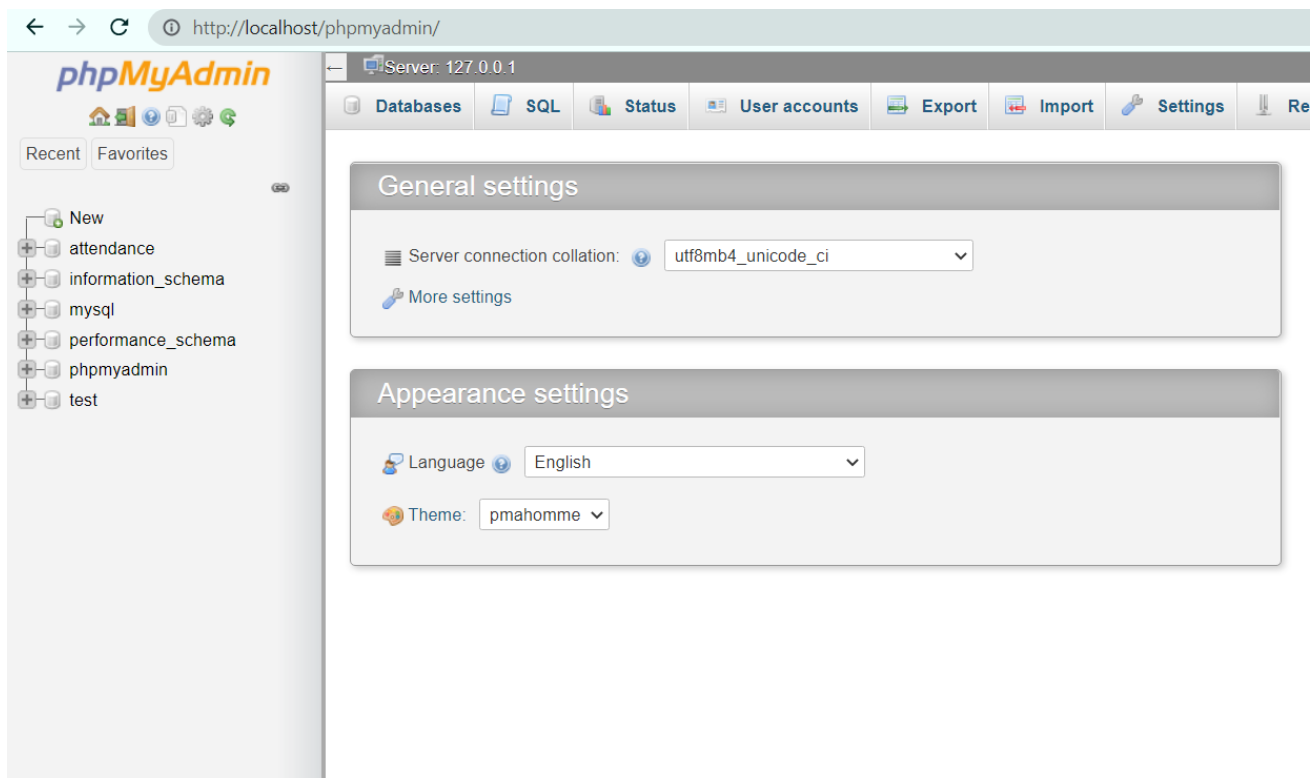 http://localhost/phpmyadmin/
phpMyAdmin
Recent Favorites
New
attendance
information_schema
mysql
performance_schema
phpmyadmin
test
Server: 127.0.0.1
Databases SQL Status User accounts Export Import Settings Re
General settings
Server connection collation: utf8mb4_unicode_ci
More settings
Appearance settings
Language English
Theme: pmahomme